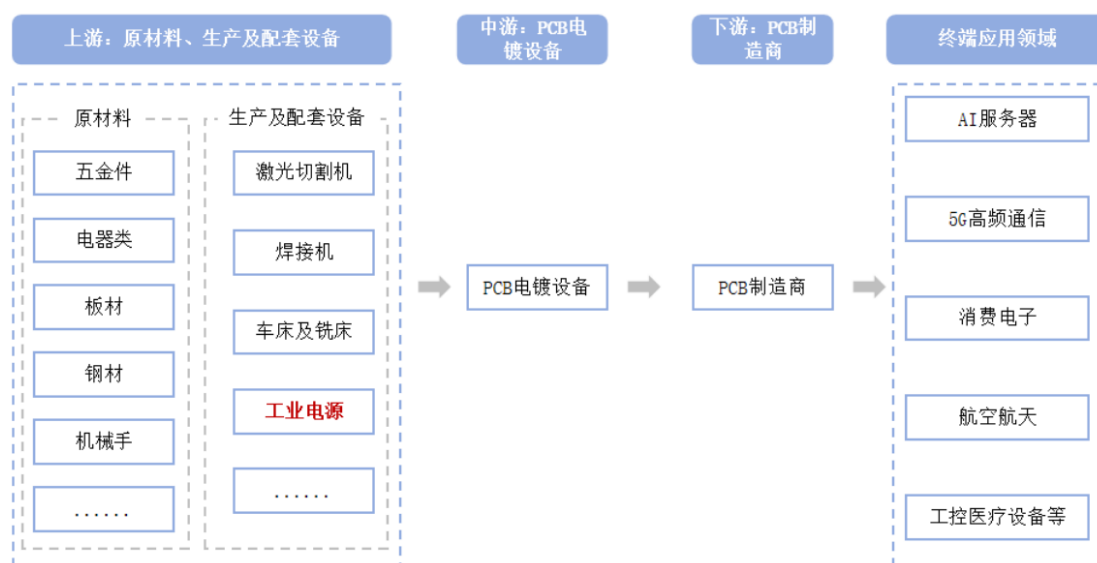 上游：原材料、生产及配套设备
中游：PCB电
镀设备
下游：PCB制
造商
终端应用领域
原材料
五金件
电器类
板材
钢材
机械手
......
生产及配套设备
激光切割机
焊接机
车床及铣床
工业电源
......
PCB电镀设备
PCB制造商
AI服务器
5G高频通信
消费电子
航空航天
工控医疗设备等